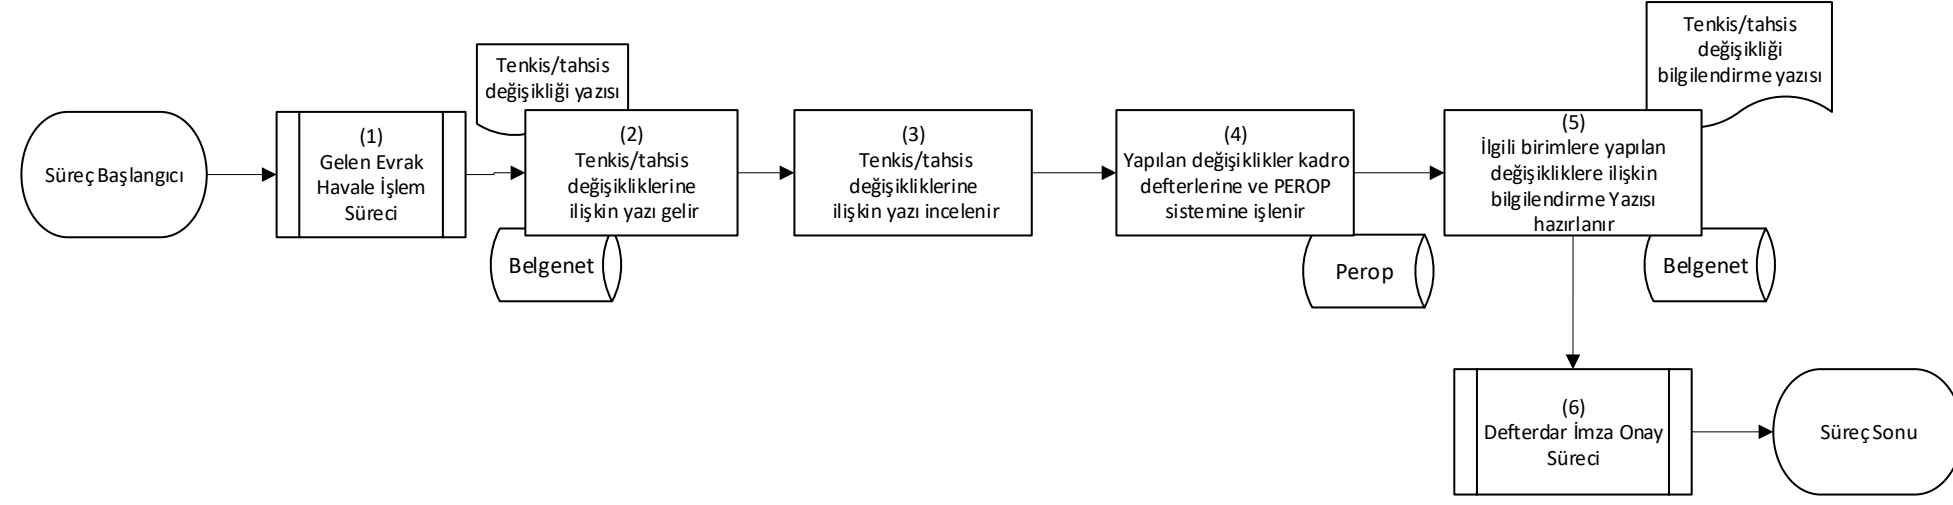 Süreç Başlangıcı
(1)
Gelen Evrak
Havale İşlem
Süreci
Tenkis/tahsis
değişikliği yazısı
(2)
Tenkis/tahsis
değişikliklerine
ilişkin yazı gelir
Belgenet
(3)
Tenkis/tahsis
değişikliklerine
ilişkin yazı incelenir
(4)
Yapılan değişiklikler kadro
defterlerine ve PEROP
sistemine işlenir
Perop
Tenkis/tahsis
değişikliği
bilgilendirme yazısı
(5)
İlgili birimlere yapılan
değişikliklere ilişkin
bilgilendirme Yazısı
hazırlanır
Belgenet
(6)
Defterdar İmza Onay
Süreci
Süreç Sonu